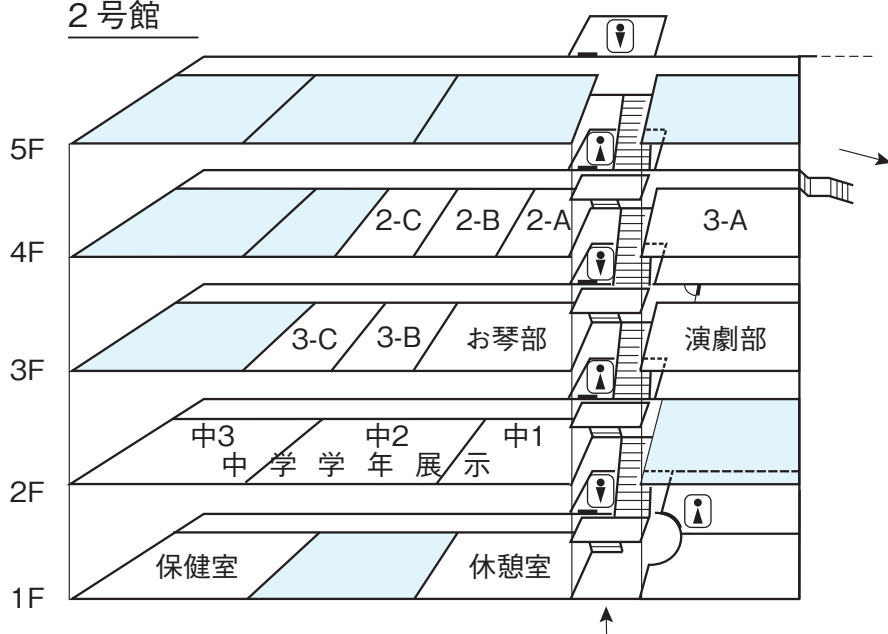 2号館
5F
4F
2-C 2-B 2-A 3-A
3F
3-C 3-B お琴部 演劇部
2F
中3 中2 中1
中学学年展示
1F
保健室 休憩室